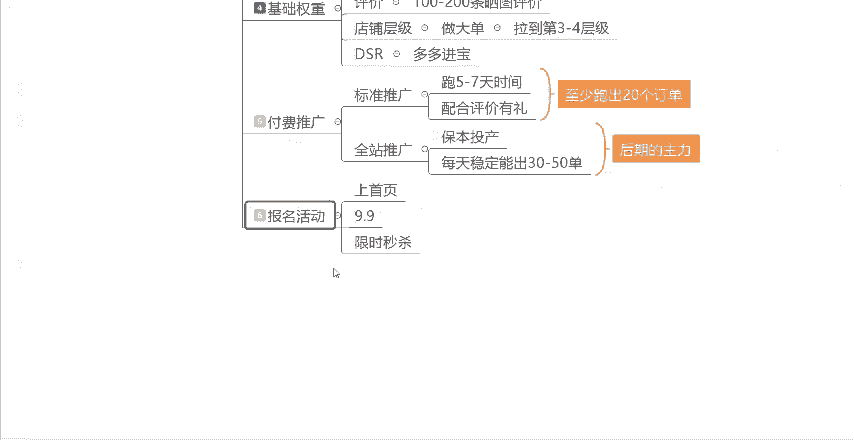 4 基础权重
评价 100-200条晒图评价
店铺层级 做大单 拉到第3-4层级
DSR 多多进宝
5 付费推广
标准推广
跑5-7天时间
配合评价有礼
至少跑出20个订单
全站推广
保本投产
每天稳定能出30-50单
后期的主力
6 报名活动
上首页
9.9
限时秒杀